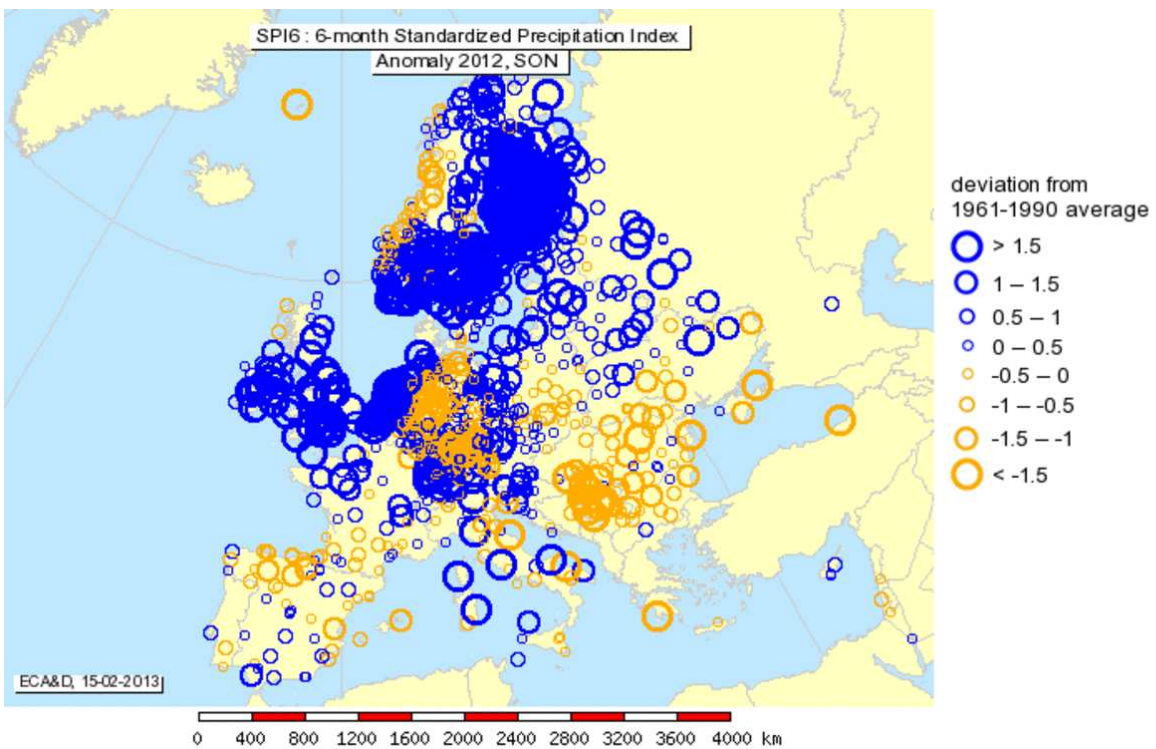 SPI6 : 6-month Standardized Precipitation Index
Anomaly 2012, SON
deviation from
1961-1990 average
> 1.5
1 – 1.5
0.5 – 1
0 – 0.5
-0.5 – 0
-1 – -0.5
-1.5 – -1
< -1.5
ECA&D, 15-02-2013
0 400 800 1200 1600 2000 2400 2800 3200 3600 4000 km